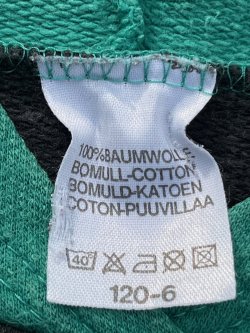 100%BAUMWOLLE
BOMULL-COTTON
BOMULD-KATOEN
COTON-PUUVILLAA
40°
120-6